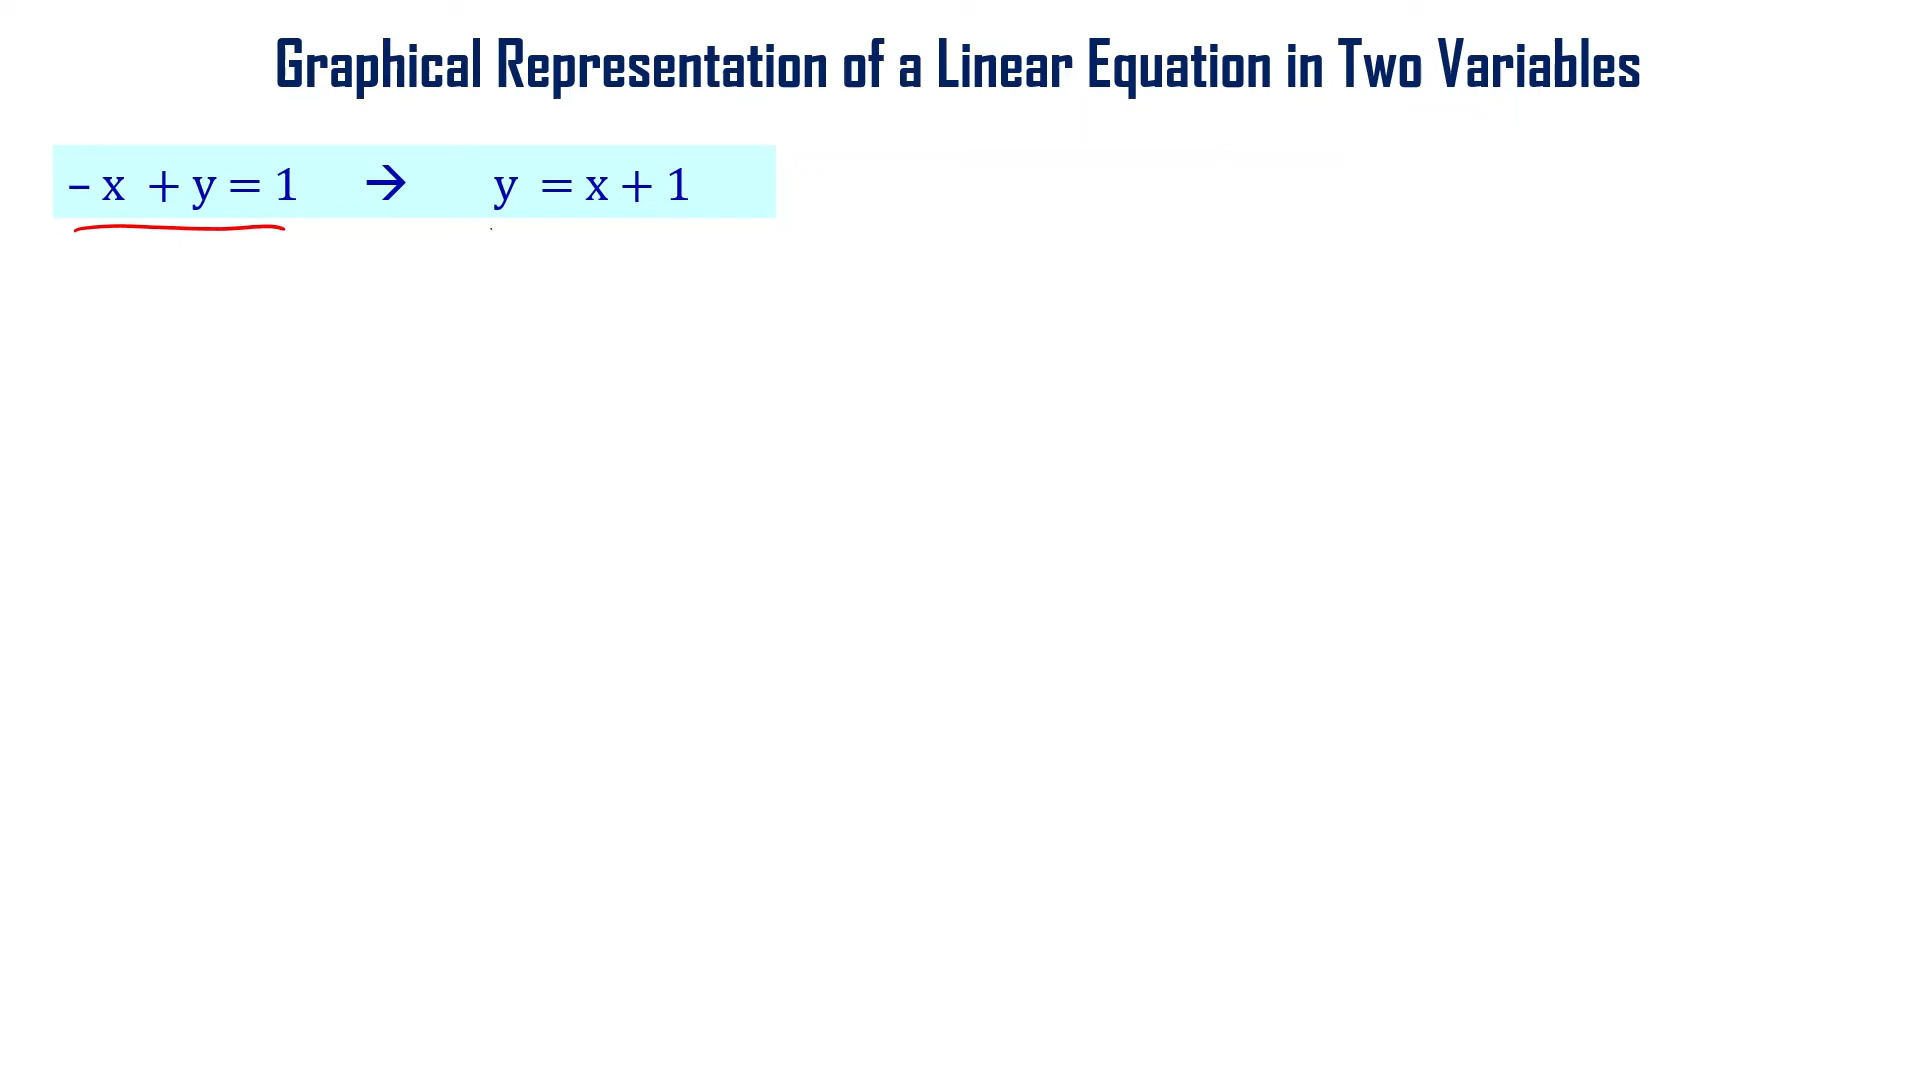 Graphical Representation of a Linear Equation in Two Variables
– x + y = 1 → y = x + 1